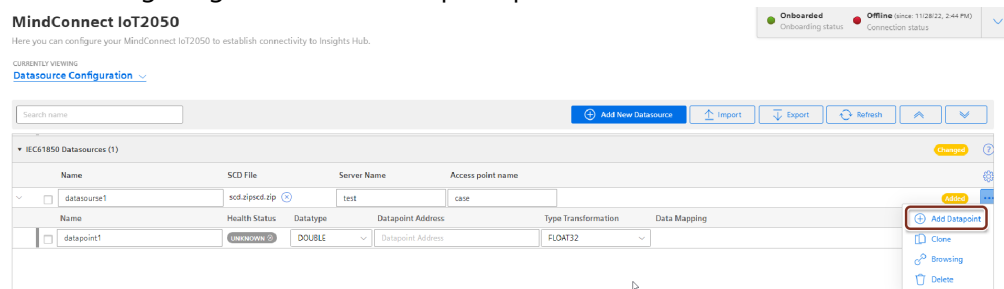 MindConnect IoT2050
Onboarded
Onboarding status
Offline (since: 11/28/22, 2:44 PM)
Connection status
Here you can configure your MindConnect IoT2050 to establish connectivity to Insights Hub.
CURRENTLY VIEWING
Datasource Configuration
Search name
Add New Datasource
Import
Export
Refresh
IEC61850 Datasources (1)
Changed
Name SCD File Server Name Access point name
datasourse1 scd.zipscd.zip test case Added
Name Health Status Datatype Datapoint Address Type Transformation Data Mapping
Add Datapoint
datapoint1 UNKNOWN DOUBLE Datapoint Address FLOAT32
Clone
Browsing
Delete